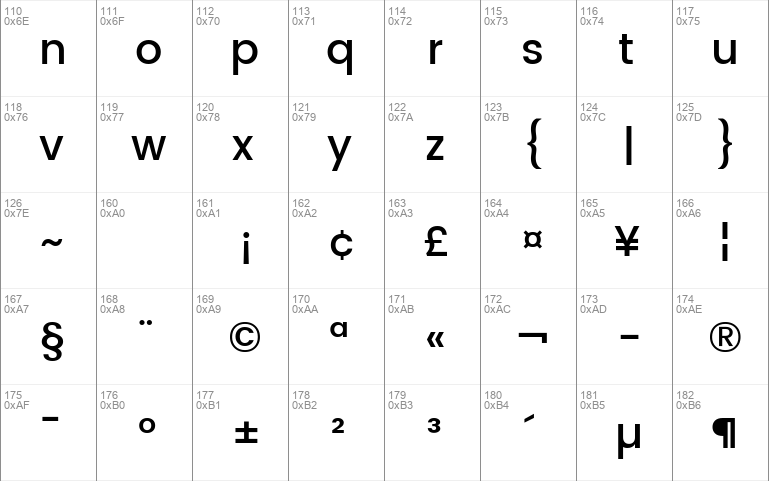 110 111 112 113 114 115 116 117
0x6E 0x6F 0x70 0x71 0x72 0x73 0x74 0x75
n o p q r s t u
118 119 120 121 122 123 124 125
0x76 0x77 0x78 0x79 0x7A 0x7B 0x7C 0x7D
v w x y z { | }
126 160 161 162 163 164 165 166
0x7E 0xA0 0xA1 0xA2 0xA3 0xA4 0xA5 0xA6
~ ¡ ¢ £ ¤ ¥ ¦
167 168 169 170 171 172 173 174
0xA7 0xA8 0xA9 0xAA 0xAB 0xAC 0xAD 0xAE
§ ¨ © ª « ¬ - ®
175 176 177 178 179 180 181 182
0xAF 0xB0 0xB1 0xB2 0xB3 0xB4 0xB5 0xB6
¯ ° ± ² ³ ´ µ ¶